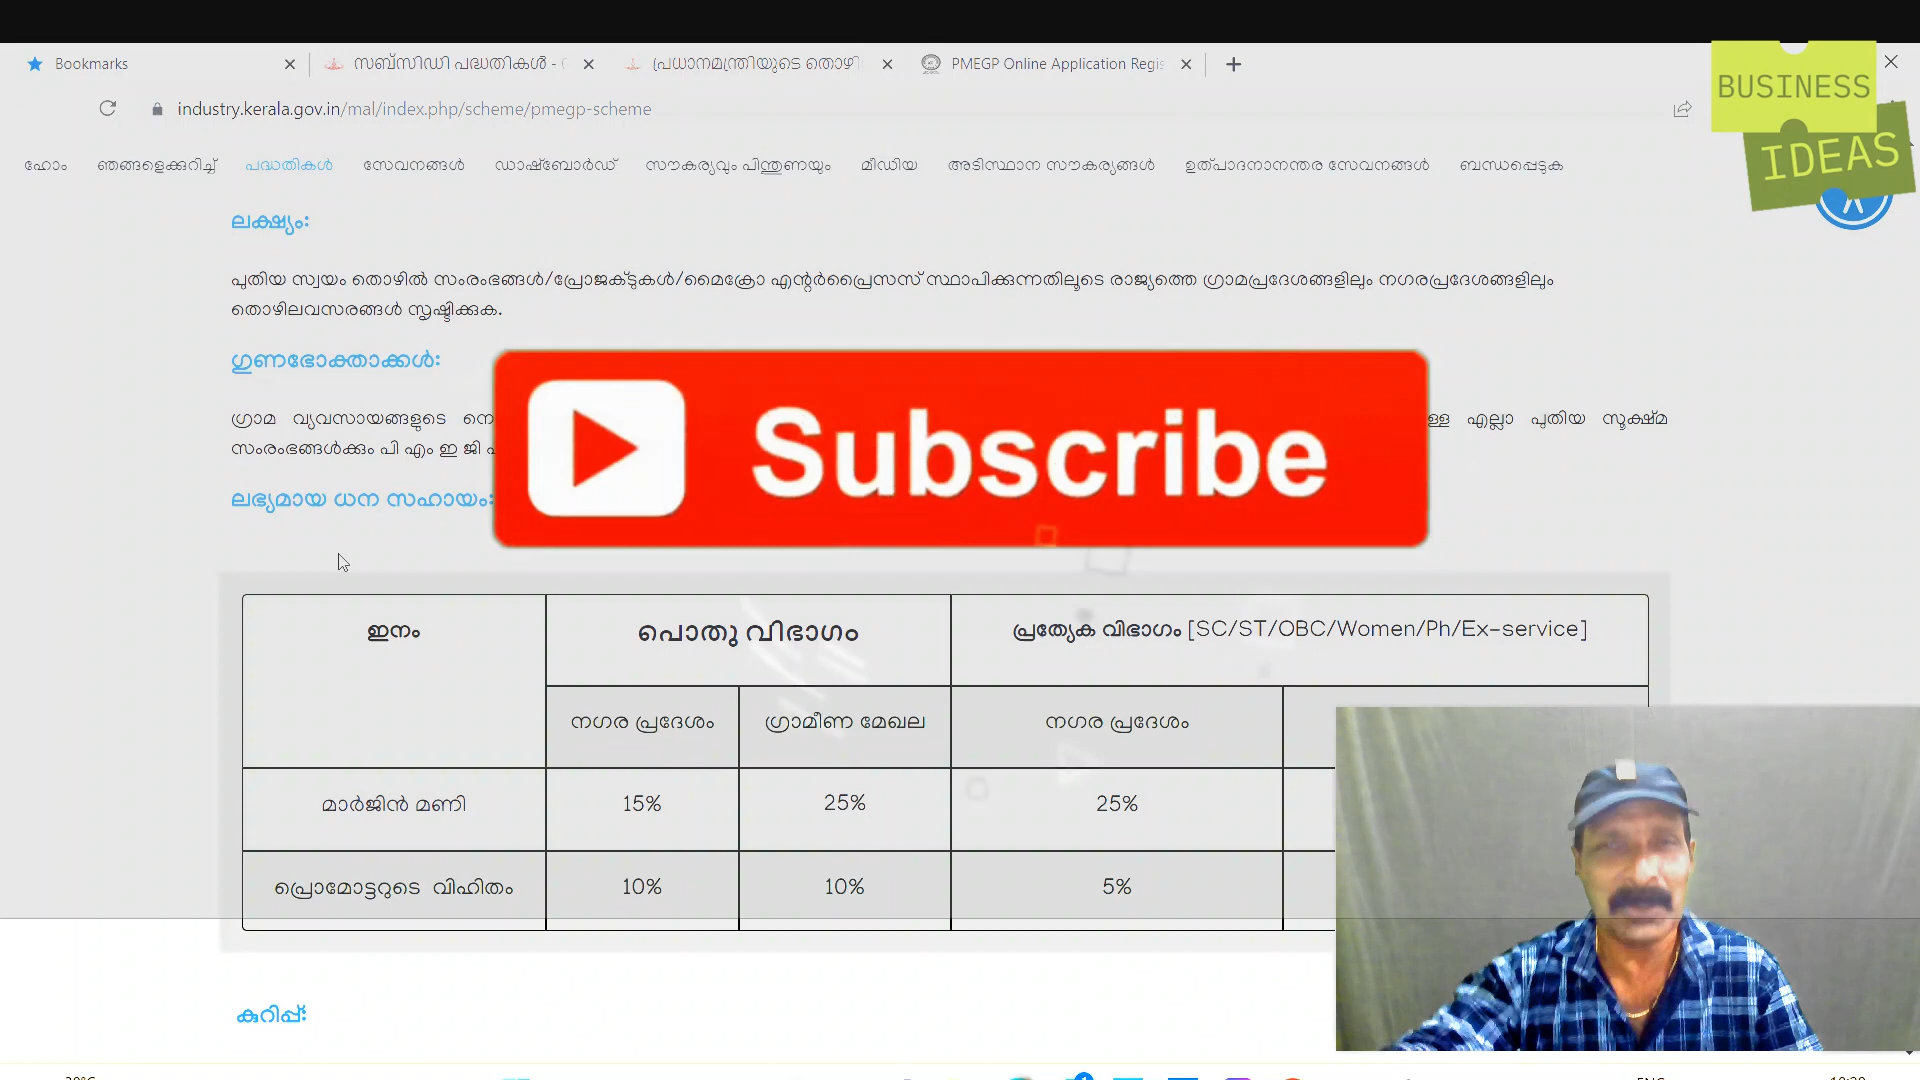 Bookmarks
സബ്സിഡി പദ്ധതികൾ -
പ്രധാനമന്ത്രിയുടെ തൊഴി
PMEGP Online Application Regis
industry.kerala.gov.in/mal/index.php/scheme/pmegp-scheme
BUSINESS
IDEAS
ഹോം ഞങ്ങളെക്കുറിച്ച് പദ്ധതികൾ സേവനങ്ങൾ ഡാഷ്ബോർഡ് സൗകര്യവും പിന്തുണയും മീഡിയ അടിസ്ഥാന സൗകര്യങ്ങൾ ഉത്പാദനാനന്തര സേവനങ്ങൾ ബന്ധപ്പെടുക
ലക്ഷ്യം:
പുതിയ സ്വയം തൊഴിൽ സംരംഭങ്ങൾ/പ്രോജക്ടുകൾ/മൈക്രോ എന്റർപ്രൈസസ് സ്ഥാപിക്കുന്നതിലൂടെ രാജ്യത്തെ ഗ്രാമപ്രദേശങ്ങളിലും നഗരപ്രദേശങ്ങളിലും
തൊഴിലവസരങ്ങൾ സൃഷ്ടിക്കുക.
ഗുണഭോക്താക്കൾ:
ഗ്രാമ വ്യവസായങ്ങളുടെ എല്ലാ പുതിയ സൂക്ഷ്മ
സംരംഭങ്ങൾക്കും പി എം ഇ ജി
Subscribe
ലഭ്യമായ ധന സഹായം:
ഇനം പൊതു വിഭാഗം പ്രത്യേക വിഭാഗം [SC/ST/OBC/Women/Ph/Ex-service]
നഗര പ്രദേശം ഗ്രാമീണ മേഖല നഗര പ്രദേശം
മാർജിൻ മണി 15% 25% 25%
പ്രൊമോട്ടറുടെ വിഹിതം 10% 10% 5%
കുറിപ്പ്: